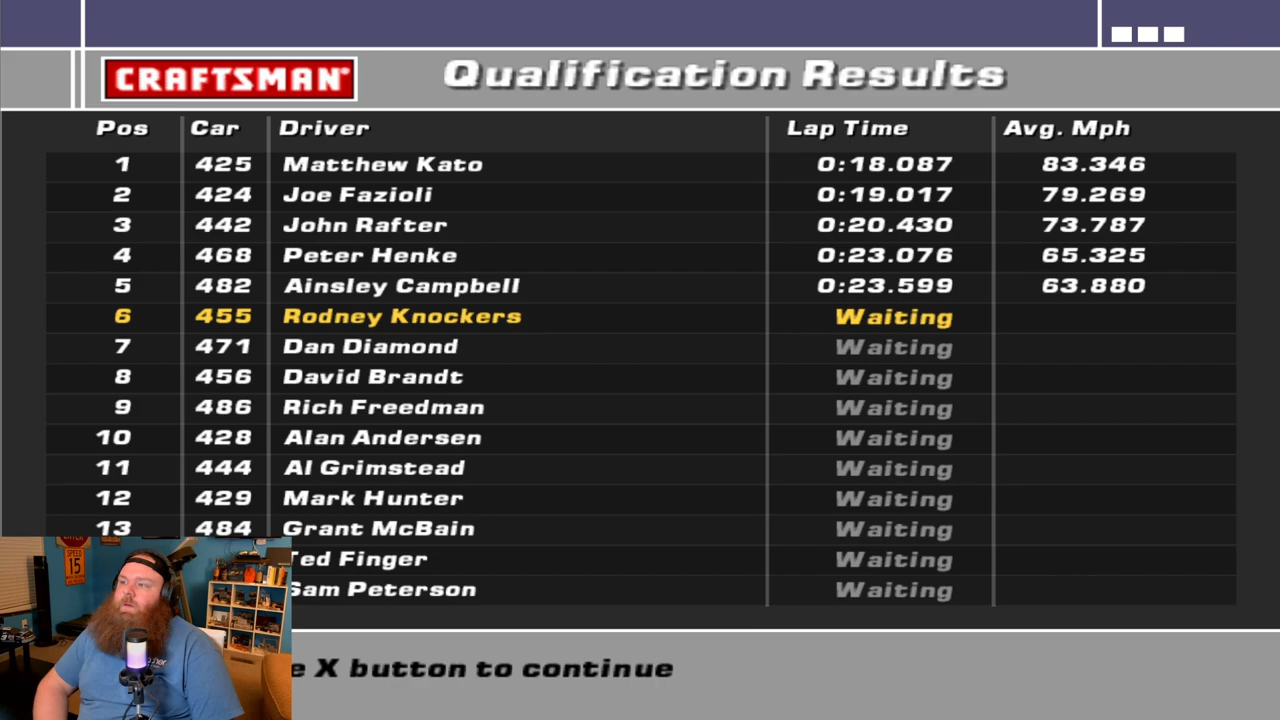 CRAFTSMAN® Qualification Results
Pos Car Driver Lap Time Avg. Mph
1 425 Matthew Kato 0:18.087 83.346
2 424 Joe Fazioli 0:19.017 79.269
3 442 John Rafter 0:20.430 73.787
4 468 Peter Henke 0:23.076 65.325
5 482 Ainsley Campbell 0:23.599 63.880
6 455 Rodney Knockers Waiting
7 471 Dan Diamond Waiting
8 456 David Brandt Waiting
9 486 Rich Freedman Waiting
10 428 Alan Andersen Waiting
11 444 Al Grimstead Waiting
12 429 Mark Hunter Waiting
13 484 Grant McBain Waiting
Ted Finger Waiting
Sam Peterson Waiting
SPEED
15
X button to continue